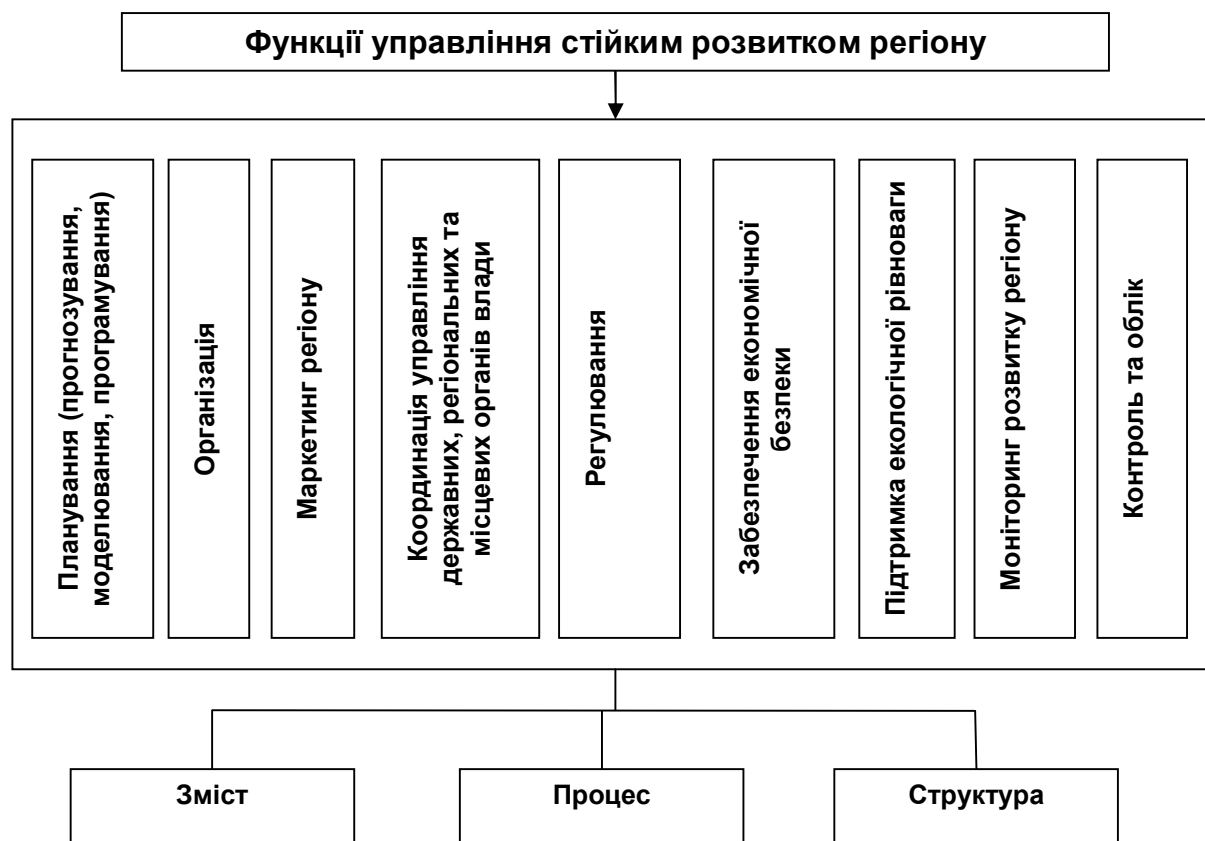 Функції управління стійким розвитком регіону
Планування (прогнозування,
моделювання, програмування)
Організація
Маркетинг регіону
Координація управління
державних, регіональних та
місцевих органів влади
Регулювання
Забезпечення економічної
безпеки
Підтримка екологічної рівноваги
Моніторинг розвитку регіону
Контроль та облік
Зміст
Процес
Структура